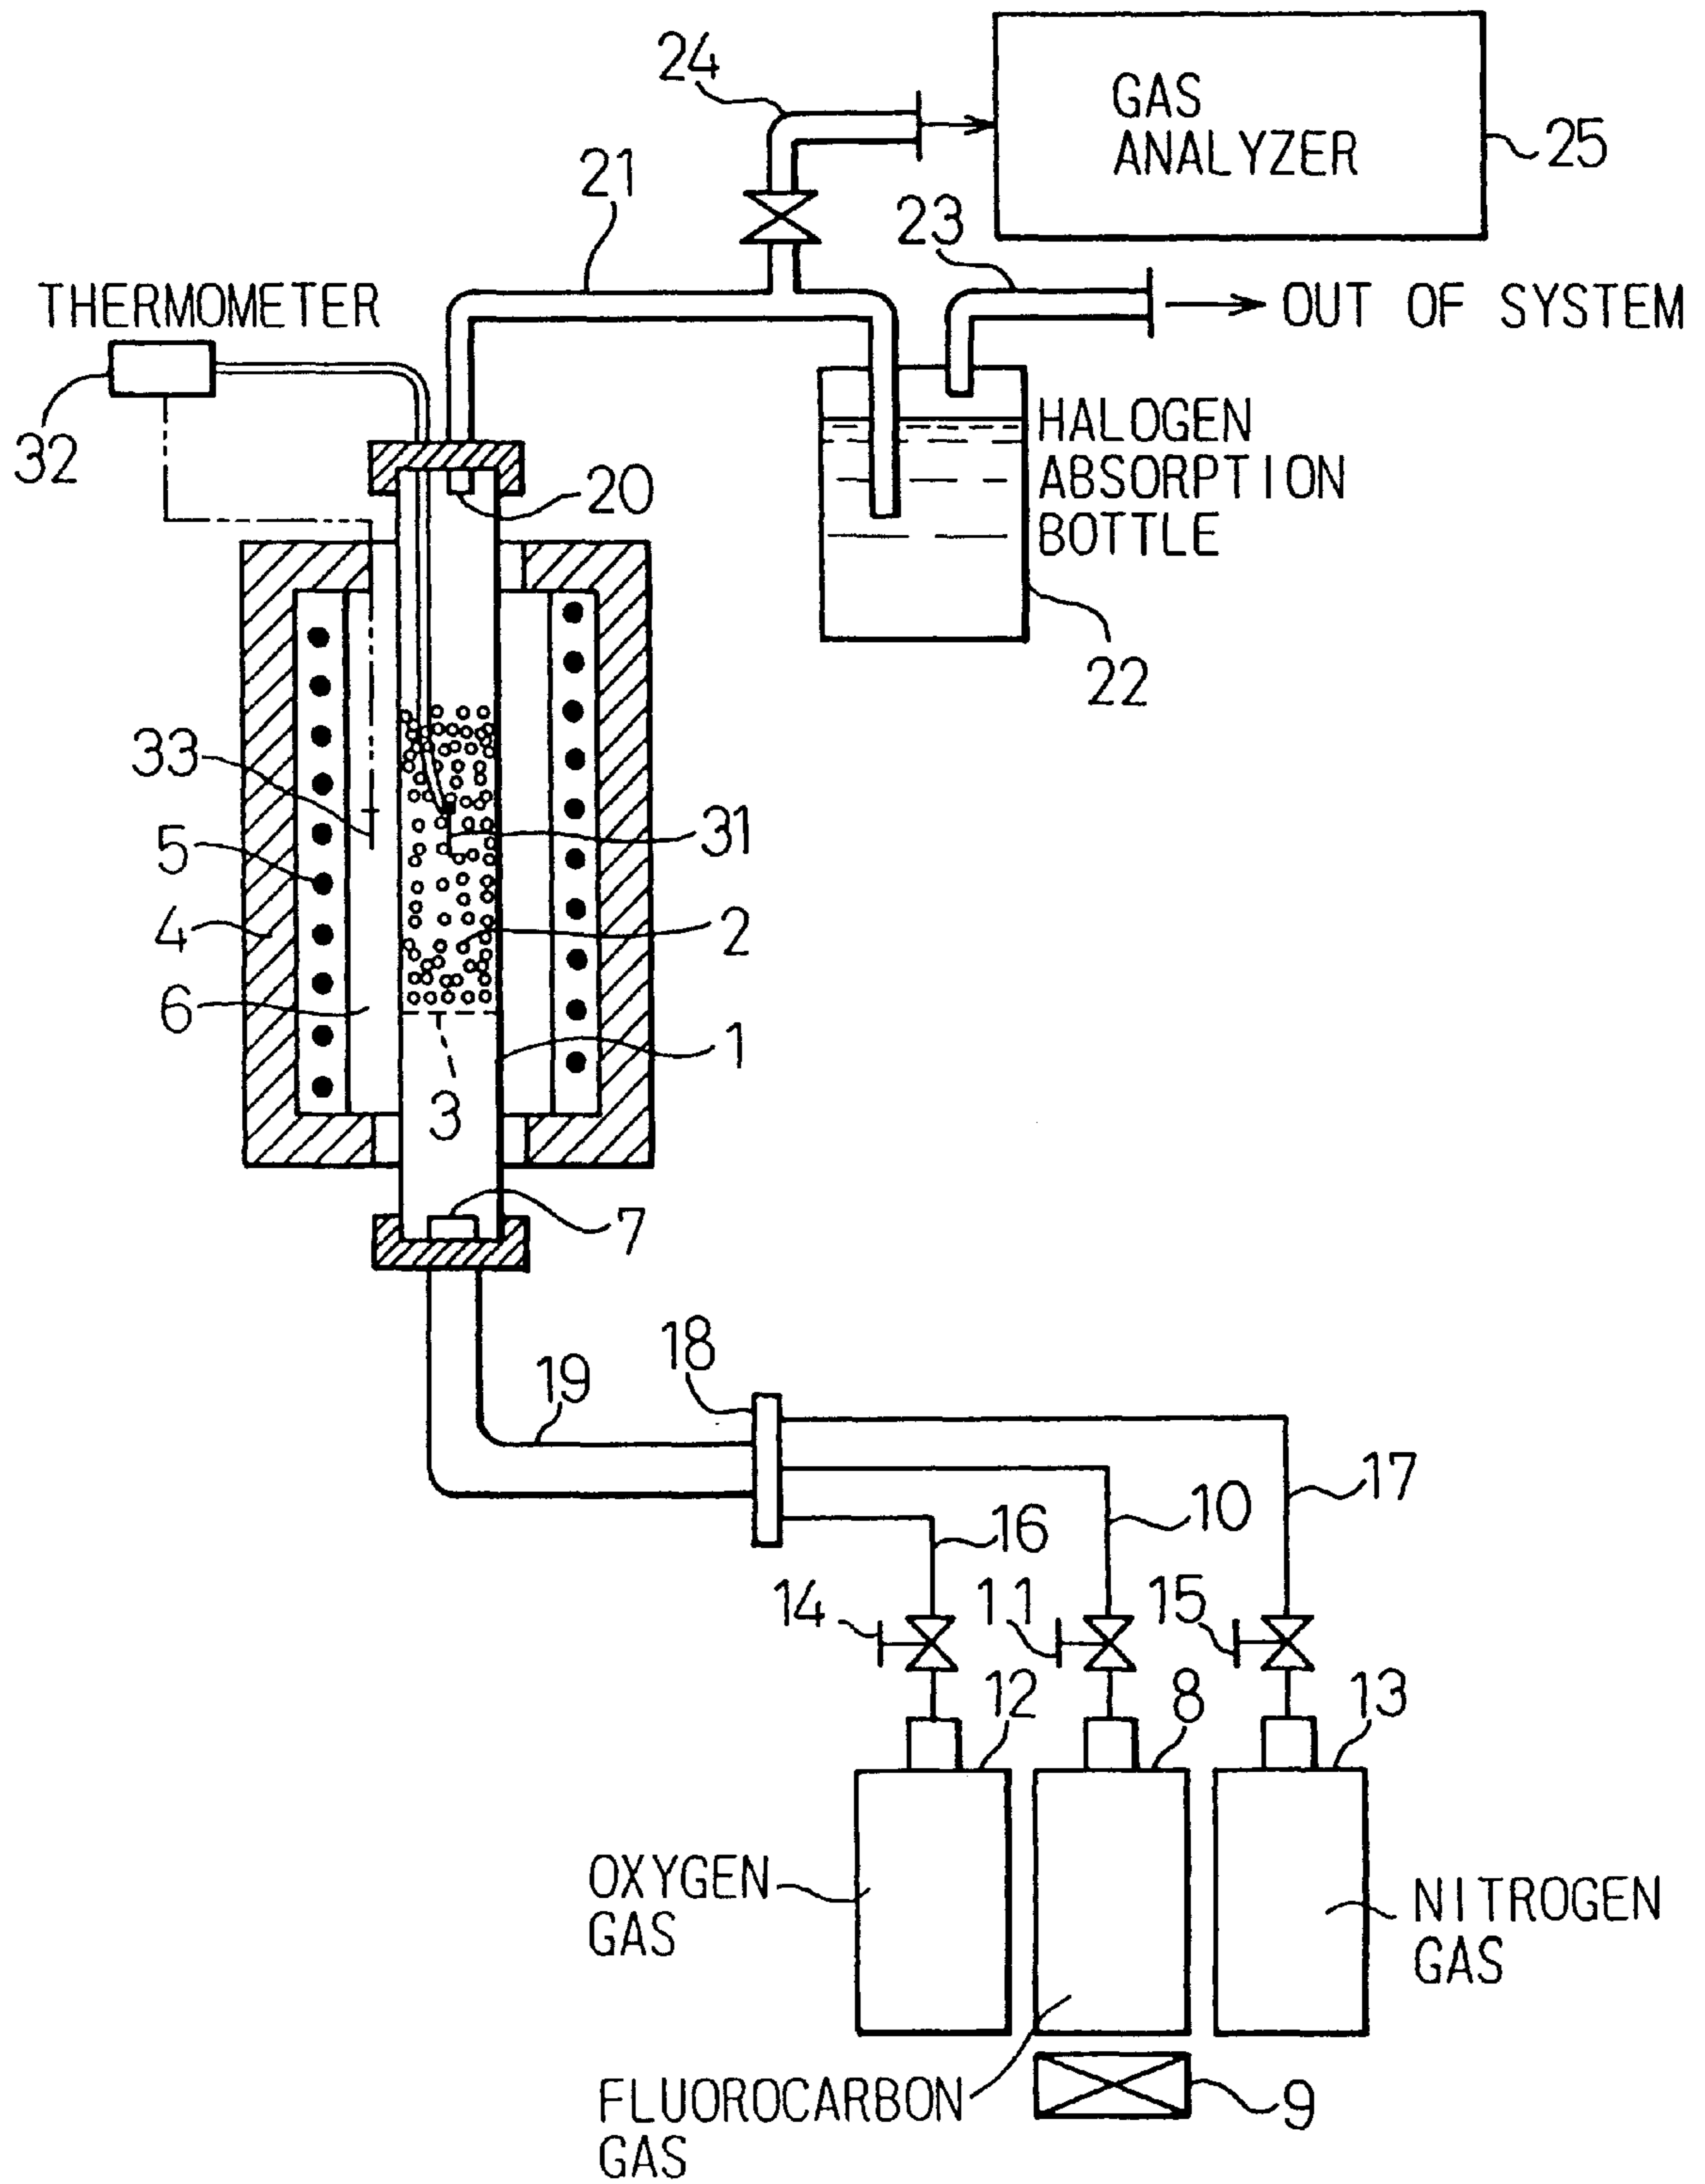 24
GAS
ANALYZER
25
21
23
THERMOMETER
OUT OF SYSTEM
32
20
HALOGEN
ABSORPTION
BOTTLE
22
33
31
5
4
2
6
1
3
7
18
19
17
10
16
14
11
15
12
8
13
OXYGEN
GAS
NITROGEN
GAS
FLUOROCARBON
GAS
9